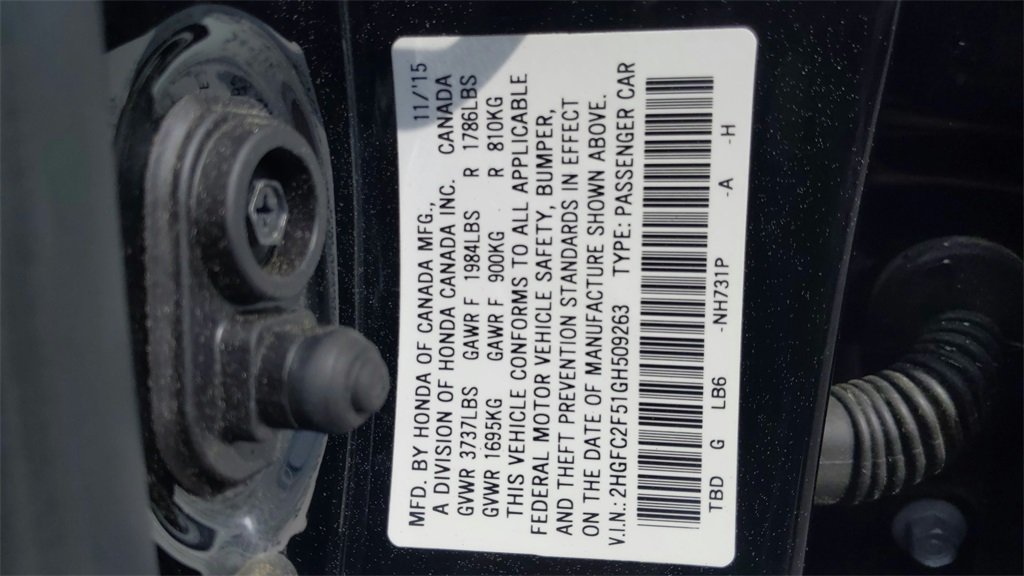 MFD. BY HONDA OF CANADA MFG., 11/'15
A DIVISION OF HONDA CANADA INC. CANADA
GVWR 3737LBS GAWR F 1984LBS R 1786LBS
GVWR 1695KG GAWR F 900KG R 810KG
THIS VEHICLE CONFORMS TO ALL APPLICABLE
FEDERAL MOTOR VEHICLE SAFETY, BUMPER,
AND THEFT PREVENTION STANDARDS IN EFFECT
ON THE DATE OF MANUFACTURE SHOWN ABOVE.
V.I.N.: 2HGFC2F51GH509263 TYPE: PASSENGER CAR
TBD G LB6 -NH731P -A -H